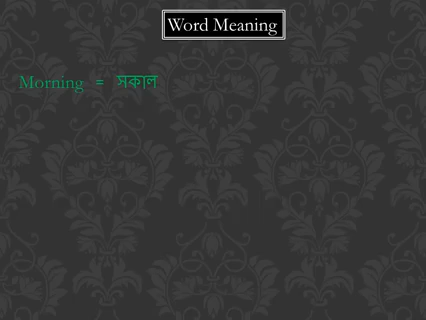 Word Meaning
Morning = সকাল